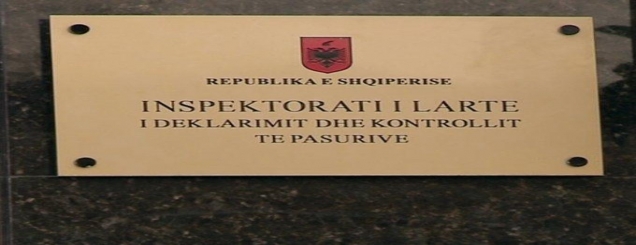 REPUBLIKA E SHQIPERISE
INSPEKTORATI I LARTE
I DEKLARIMIT DHE KONTROLLIT
TE PASURIVE